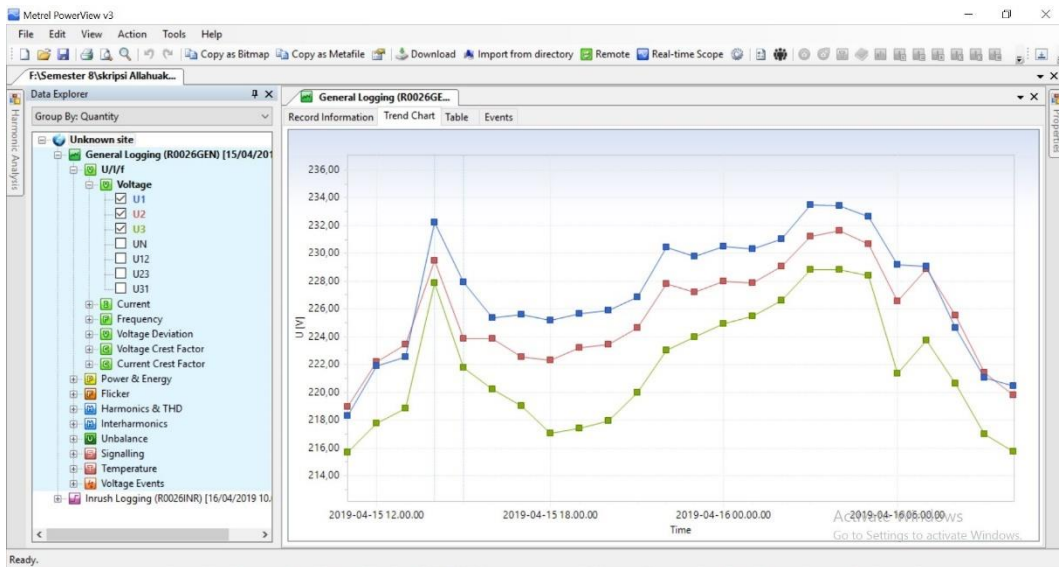 Metrel PowerView v3
File Edit View Action Tools Help
Copy as Bitmap Copy as Metafile Download Import from directory Remote Real-time Scope
F:\Semester 8\skripsi Allahuak...
Data Explorer
Group By: Quantity
Unknown site
General Logging (R0026GEN) [15/04/201
U/I/f
Voltage
U1
U2
U3
UN
U12
U23
U31
Current
Frequency
Voltage Deviation
Voltage Crest Factor
Current Crest Factor
Power & Energy
Flicker
Harmonics & THD
Interharmonics
Unbalance
Signalling
Temperature
Voltage Events
Inrush Logging (R0026INR) [16/04/2019 10.
Harmonic Analysis
General Logging (R0026GE...
Record Information Trend Chart Table Events
236,00
234,00
232,00
230,00
228,00
226,00
224,00
222,00
220,00
218,00
216,00
214,00
U [V]
2019-04-15 12.00.00 2019-04-15 18.00.00 2019-04-16 00.00.00 2019-04-16 06.00.00
Time
Activate Windows
Go to Settings to activate Windows.
Properties
Ready.